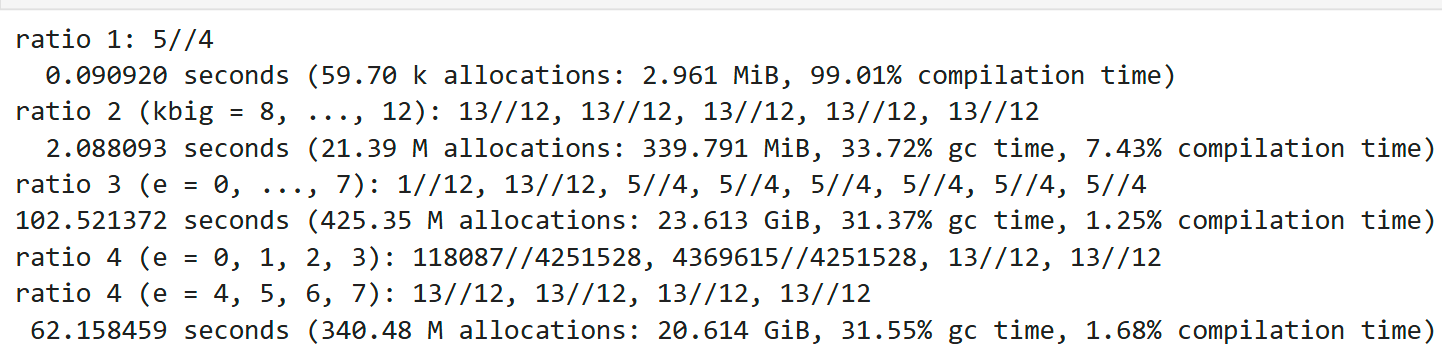 ratio 1: 5//4
  0.090920 seconds (59.70 k allocations: 2.961 MiB, 99.01% compilation time)
ratio 2 (kbig = 8, ..., 12): 13//12, 13//12, 13//12, 13//12, 13//12
  2.088093 seconds (21.39 M allocations: 339.791 MiB, 33.72% gc time, 7.43% compilation time)
ratio 3 (e = 0, ..., 7): 1//12, 13//12, 5//4, 5//4, 5//4, 5//4, 5//4, 5//4
102.521372 seconds (425.35 M allocations: 23.613 GiB, 31.37% gc time, 1.25% compilation time)
ratio 4 (e = 0, 1, 2, 3): 118087//4251528, 4369615//4251528, 13//12, 13//12
ratio 4 (e = 4, 5, 6, 7): 13//12, 13//12, 13//12, 13//12
 62.158459 seconds (340.48 M allocations: 20.614 GiB, 31.55% gc time, 1.68% compilation time)